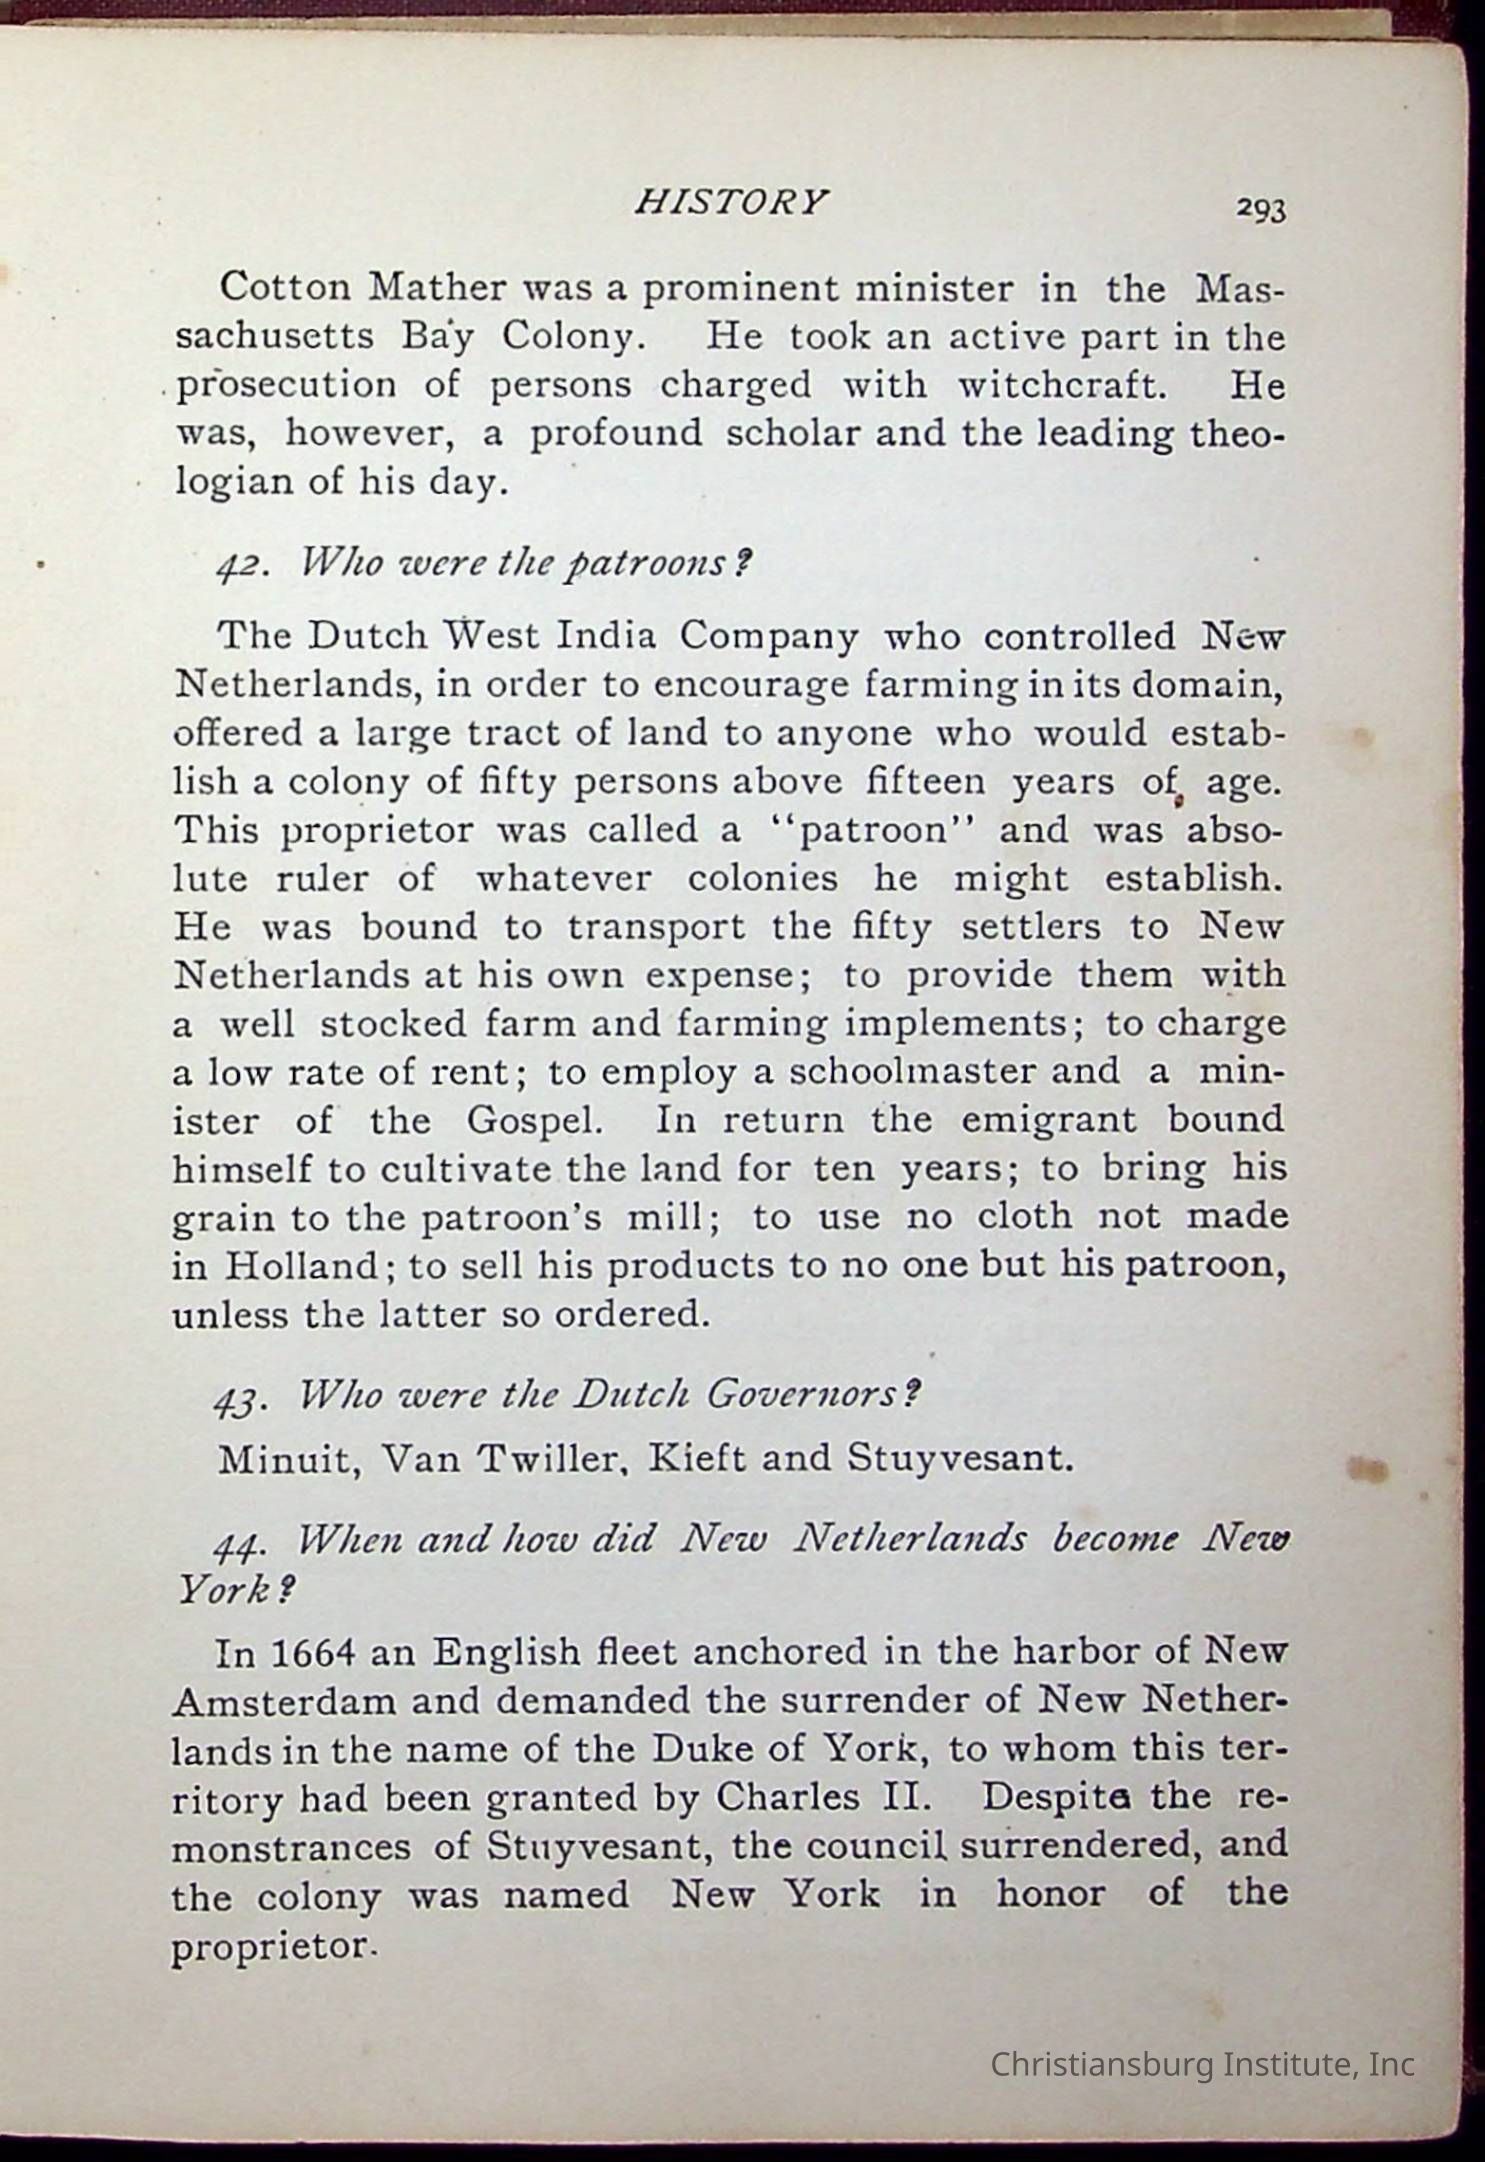 HISTORY 293
Cotton Mather was a prominent minister in the Mas-
sachusetts Bay Colony. He took an active part in the
prosecution of persons charged with witchcraft. He
was, however, a profound scholar and the leading theo-
logian of his day.
42. Who were the patroons?
The Dutch West India Company who controlled New
Netherlands, in order to encourage farming in its domain,
offered a large tract of land to anyone who would estab-
lish a colony of fifty persons above fifteen years of age.
This proprietor was called a "patroon" and was abso-
lute ruler of whatever colonies he might establish.
He was bound to transport the fifty settlers to New
Netherlands at his own expense; to provide them with
a well stocked farm and farming implements; to charge
a low rate of rent; to employ a schoolmaster and a min-
ister of the Gospel. In return the emigrant bound
himself to cultivate the land for ten years; to bring his
grain to the patroon's mill; to use no cloth not made
in Holland; to sell his products to no one but his patroon,
unless the latter so ordered.
43. Who were the Dutch Governors?
Minuit, Van Twiller, Kieft and Stuyvesant.
44. When and how did New Netherlands become New
York?
In 1664 an English fleet anchored in the harbor of New
Amsterdam and demanded the surrender of New Nether-
lands in the name of the Duke of York, to whom this ter-
ritory had been granted by Charles II. Despite the re-
monstrances of Stuyvesant, the council surrendered, and
the colony was named New York in honor of the
proprietor.
Christiansburg Institute, Inc